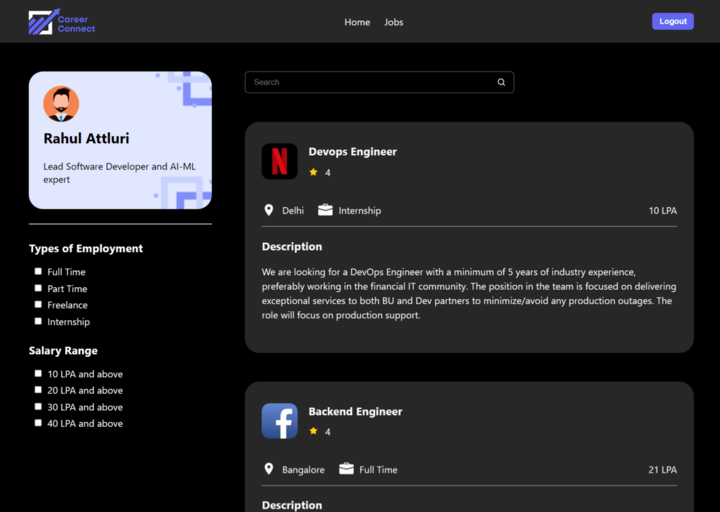 Career
Connect
Home
Jobs
Logout
Rahul Attluri
Lead Software Developer and AI-ML
expert
Types of Employment
Full Time
Part Time
Freelance
Internship
Salary Range
10 LPA and above
20 LPA and above
30 LPA and above
40 LPA and above
Search
N
Devops Engineer
4
Delhi
Internship
10 LPA
Description
We are looking for a DevOps Engineer with a minimum of 5 years of industry experience,
preferably working in the financial IT community. The position in the team is focused on delivering
exceptional services to both BU and Dev partners to minimize/avoid any production outages. The
role will focus on production support.
f
Backend Engineer
4
Bangalore
Full Time
21 LPA
Description